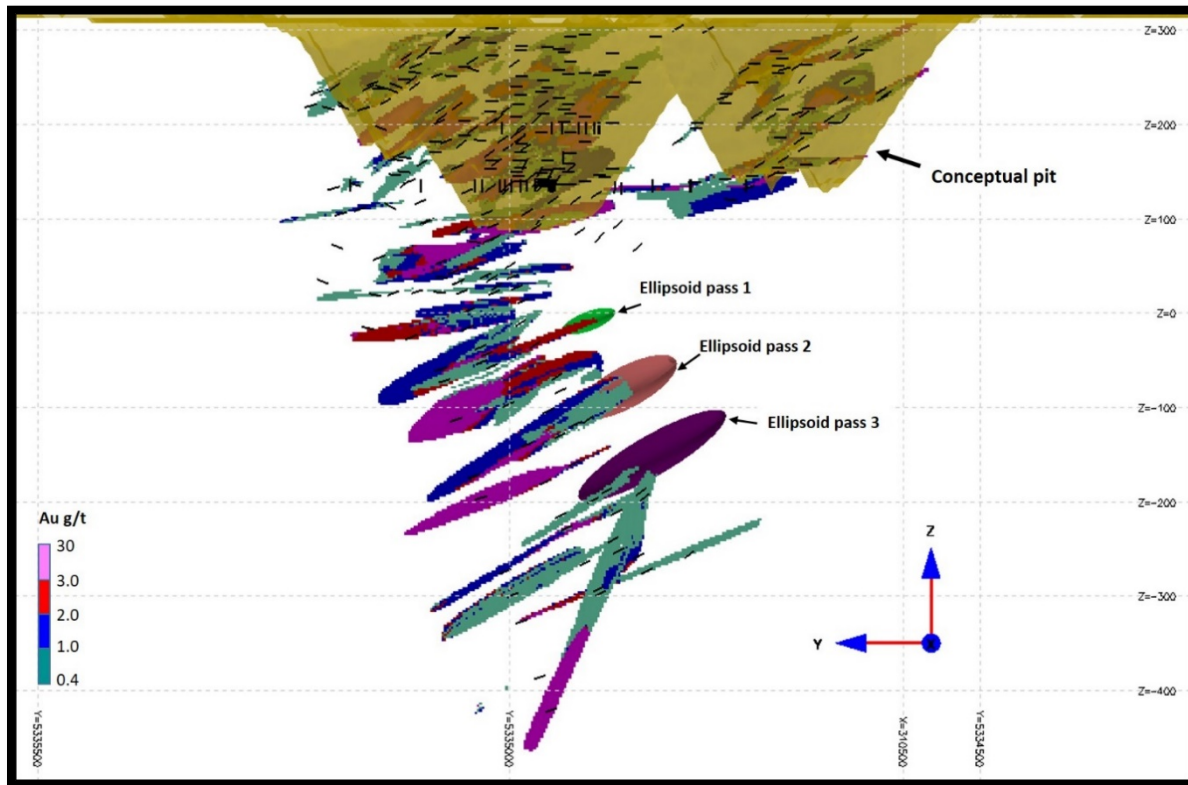 Z=300
Z=200
Conceptual pit
Z=100
Ellipsoid pass 1
Z=0
Ellipsoid pass 2
Z=-100
Ellipsoid pass 3
Z=-200
Au g/t
30
3.0
2.0
1.0
0.4
Z
Y
X
Z=-300
Z=-400
Y=5335500
Y=5335000
X=310500
Y=5334500